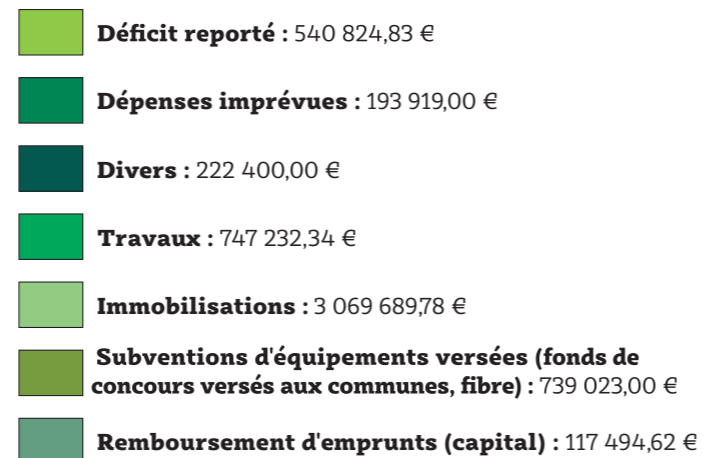 Déficit reporté : 540 824,83 €
Dépenses imprévues : 193 919,00 €
Divers : 222 400,00 €
Travaux : 747 232,34 €
Immobilisations : 3 069 689,78 €
Subventions d'équipements versées (fonds de
concours versés aux communes, fibre) : 739 023,00 €
Remboursement d'emprunts (capital) : 117 494,62 €